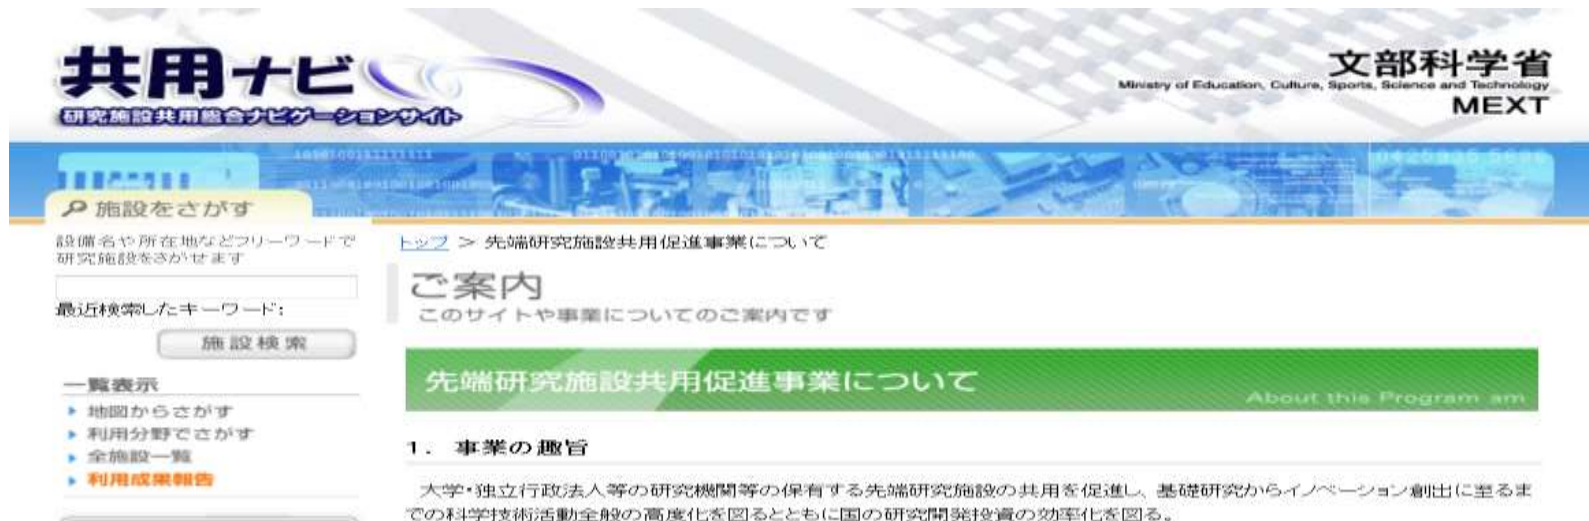 共用ナビ
研究施設共用総合ナビゲーションサイト
文部科学省
Ministry of Education, Culture, Sports, Science and Technology
MEXT
施設をさがす
設備名や所在地などフリーワードで
研究施設をさがせます
最近検索したキーワード:
施設検索
一覧表示
地図からさがす
利用分野でさがす
全施設一覧
利用成果報告
トップ > 先端研究施設共用促進事業について
ご案内
このサイトや事業についてのご案内です
先端研究施設共用促進事業について
About this Program am
1. 事業の趣旨
大学・独立行政法人等の研究機関等の保有する先端研究施設の共用を促進し、基礎研究からイノベーション創出に至るま
での科学技術活動全般の高度化を図るとともに国の研究開発投資の効率化を図る。